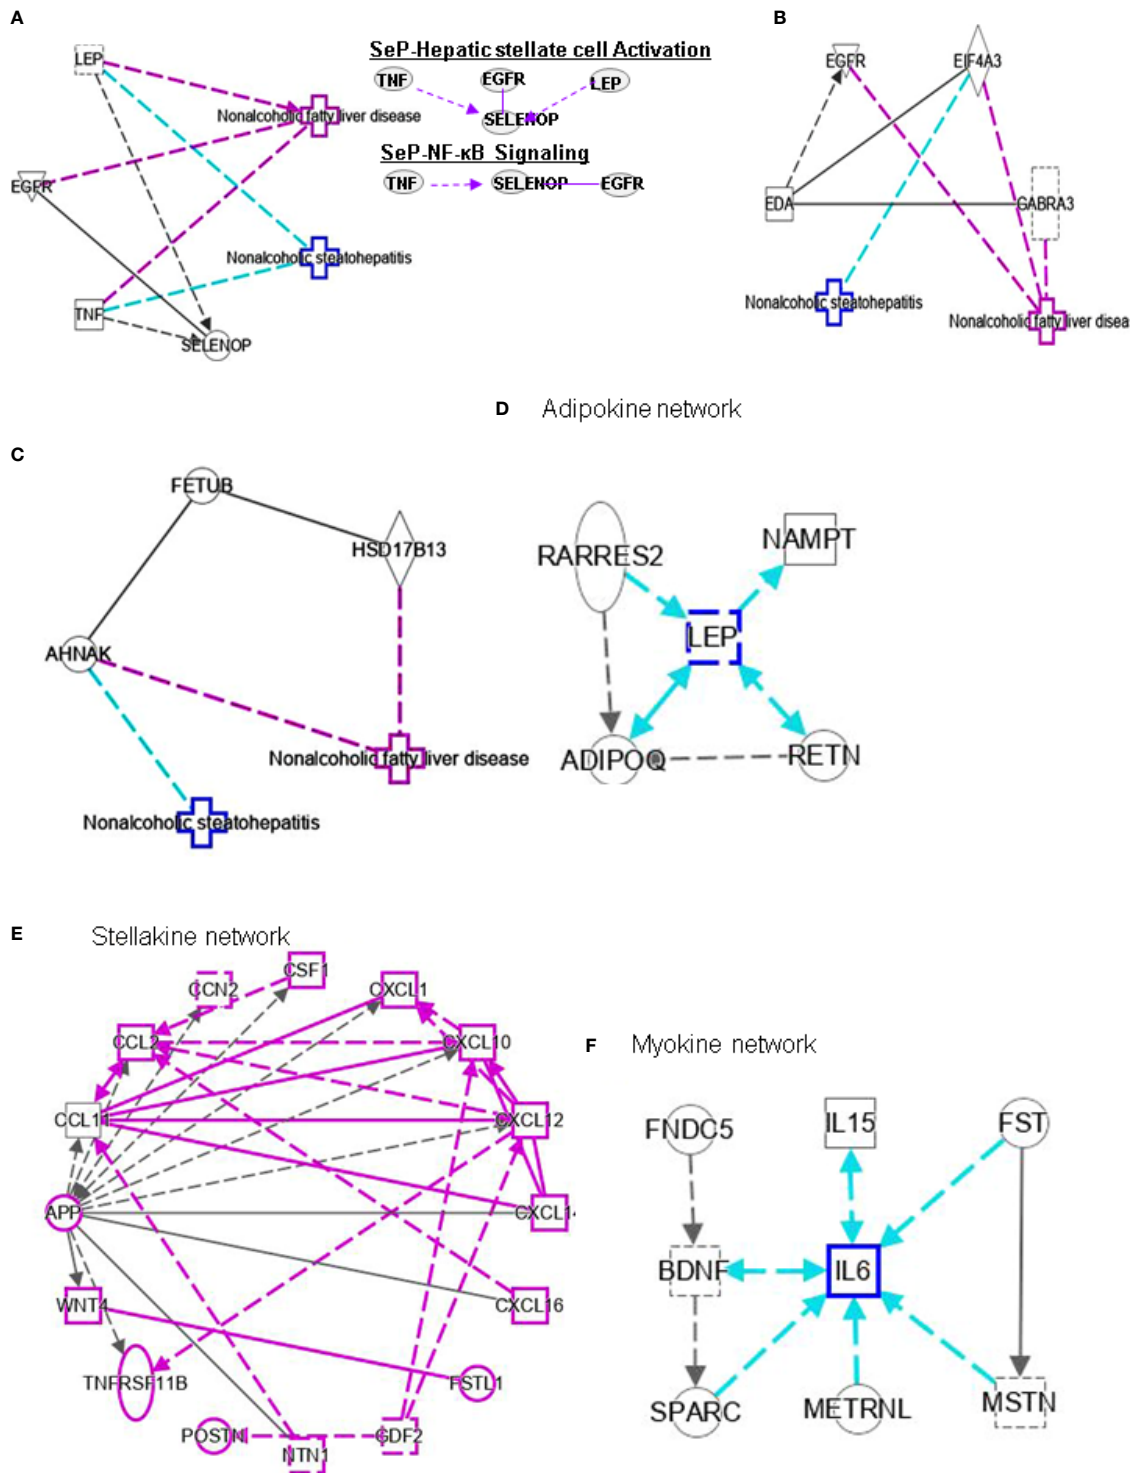 A
LEP
Nonalcoholic fatty liver disease
EGFR
Nonalcoholic steatohepatitis
TNF
SELENOP
SeP-Hepatic stellate cell Activation
TNF
EGFR
LEP
SELENOP
SeP-NF-κB Signaling
TNF
SELENOP
EGFR
B
EGFR
EIF4A3
EDA
GABRA3
Nonalcoholic steatohepatitis
Nonalcoholic fatty liver disea
C
FETUB
HSD17B13
AHNAK
Nonalcoholic fatty liver disease
Nonalcoholic steatohepatitis
D Adipokine network
RARRES2
NAMPT
LEP
ADIPOQ
RETN
E Stellakine network
CSF1
CCN2
CXCL1
CCL2
CXCL10
CCL11
CXCL12
APP
CXCL14
WNT4
CXCL16
TNFRSF11B
FSTL1
POSTN
GDF2
NTN1
F Myokine network
FNDC5
IL15
FST
BDNF
IL6
SPARC
METRNL
MSTN